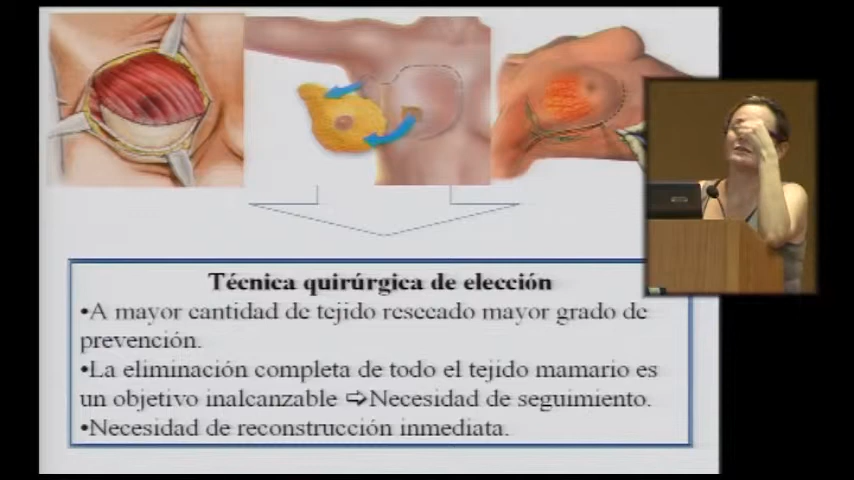 Técnica quirúrgica de elección
•A mayor cantidad de tejido resecado mayor grado de
prevención.
•La eliminación completa de todo el tejido mamario es
un objetivo inalcanzable ⇨Necesidad de seguimiento.
•Necesidad de reconstrucción inmediata.